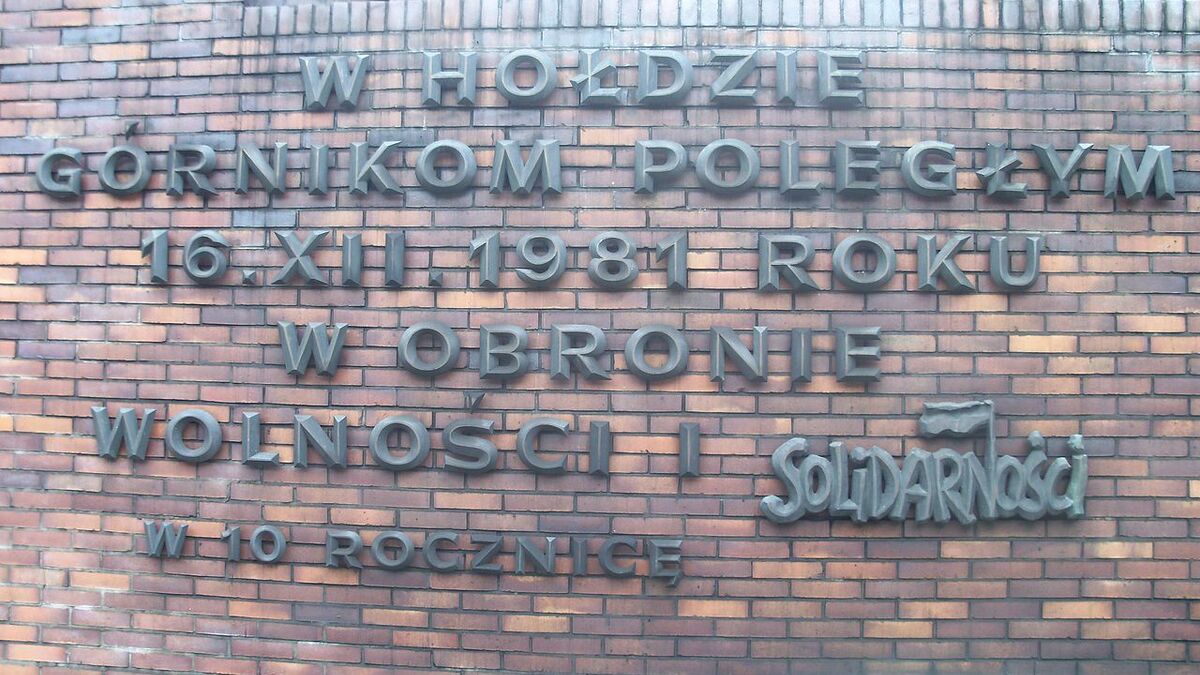 W HOŁDZIE
GÓRNIKOM POLEGŁYM
16.XII.1981 ROKU
W OBRONIE
WOLNOŚCI I SOLiDARNOŚCi
W 10 ROCZNICĘ